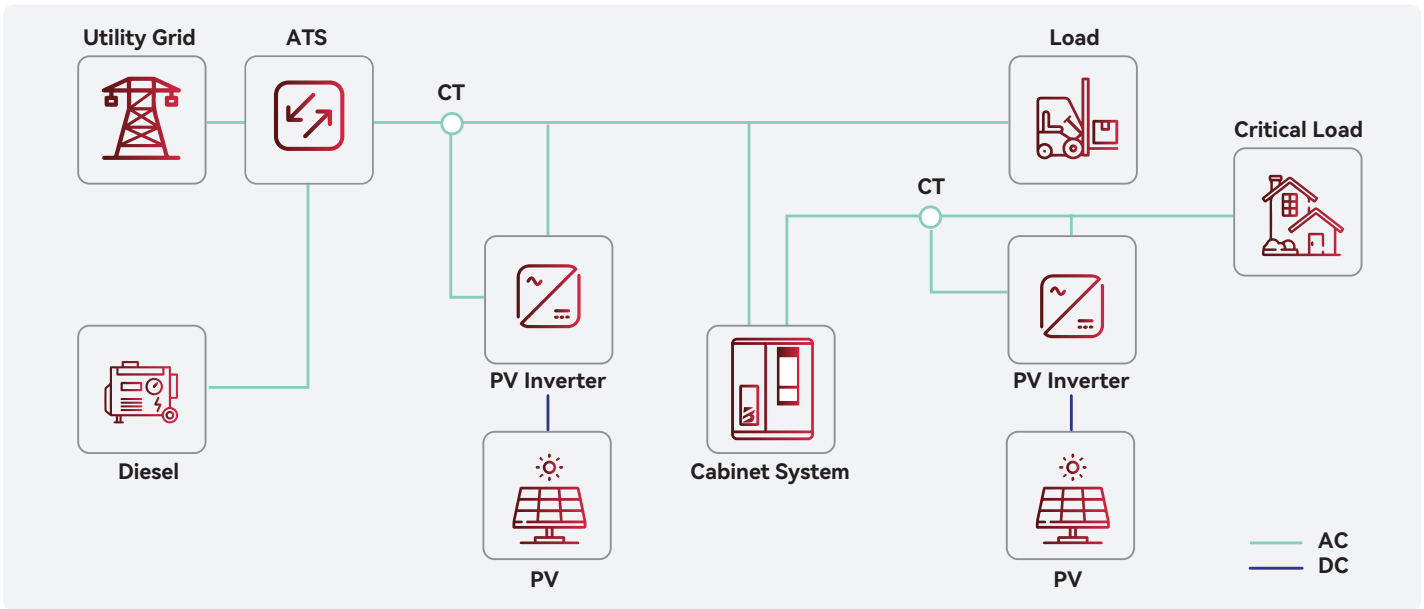 Utility Grid
ATS
Load
CT
Critical Load
CT
PV Inverter
PV Inverter
Diesel
Cabinet System
PV
PV
AC
DC